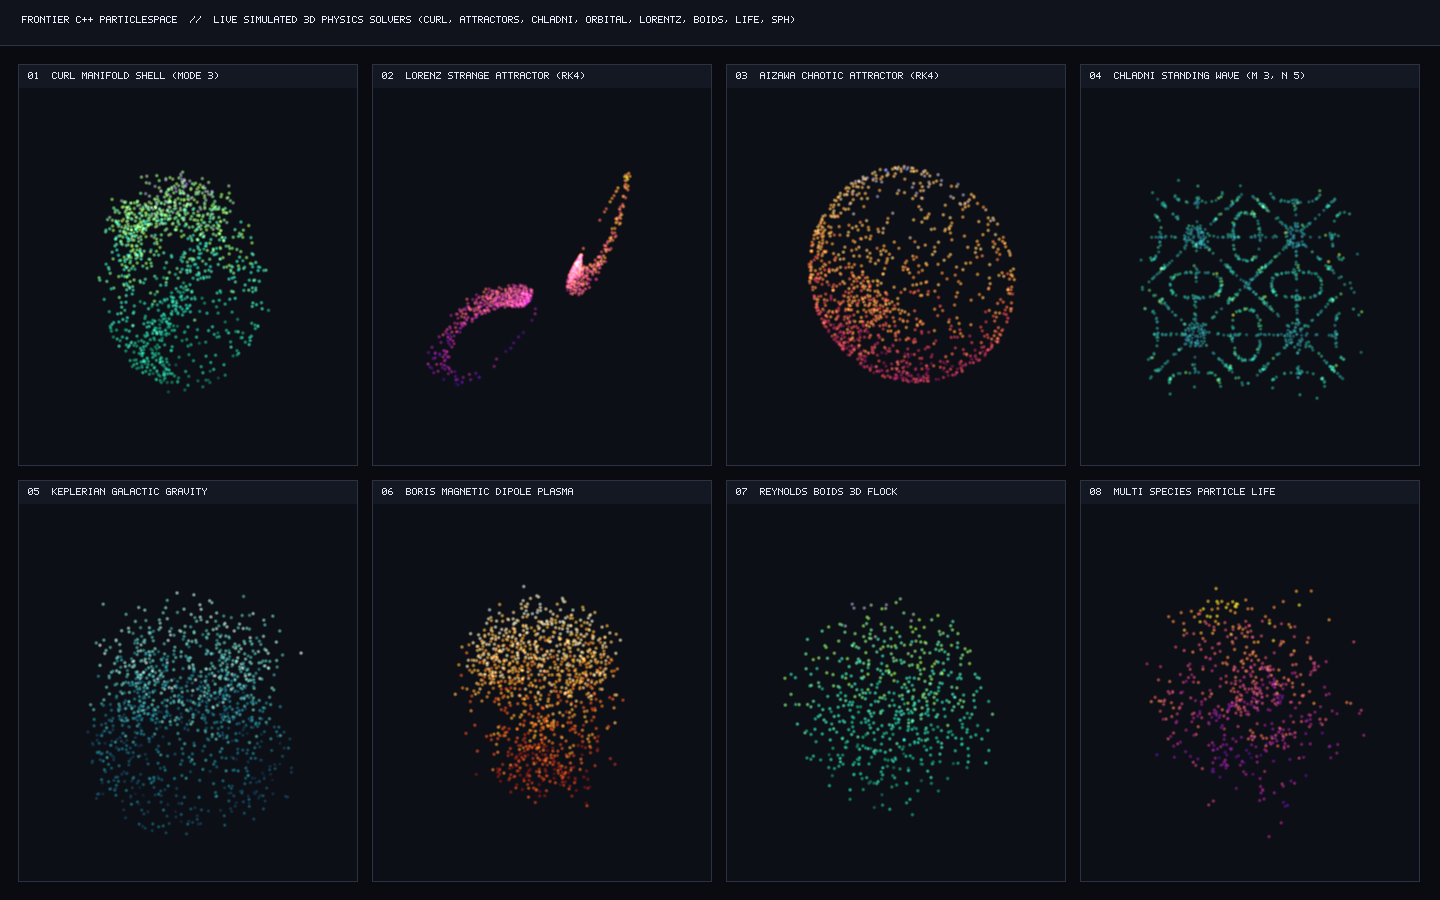 FRONTIER C++ PARTICLESPACE // LIVE SIMULATED 3D PHYSICS SOLVERS (CURL, ATTRACTORS, CHLADNI, ORBITAL, LORENTZ, BOIDS, LIFE, SPH)
01 CURL MANIFOLD SHELL (MODE 3)
02 LORENZ STRANGE ATTRACTOR (RK4)
03 AIZAWA CHAOTIC ATTRACTOR (RK4)
04 CHLADNI STANDING WAVE (M 3, N 5)
05 KEPLERIAN GALACTIC GRAVITY
06 BORIS MAGNETIC DIPOLE PLASMA
07 REYNOLDS BOIDS 3D FLOCK
08 MULTI SPECIES PARTICLE LIFE